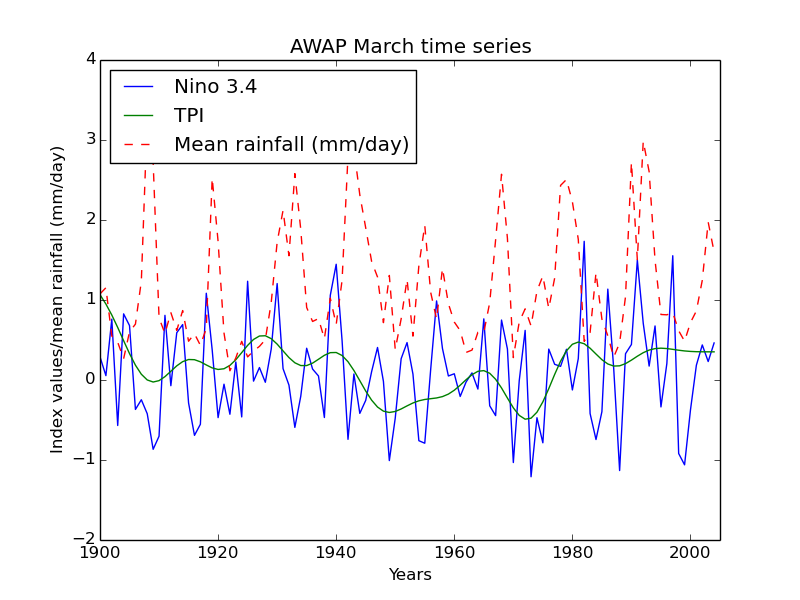 AWAP March time series
Nino 3.4
TPI
Mean rainfall (mm/day)
Index values/mean rainfall (mm/day)
4
3
2
1
0
−1
−2
1900 1920 1940 1960 1980 2000
Years